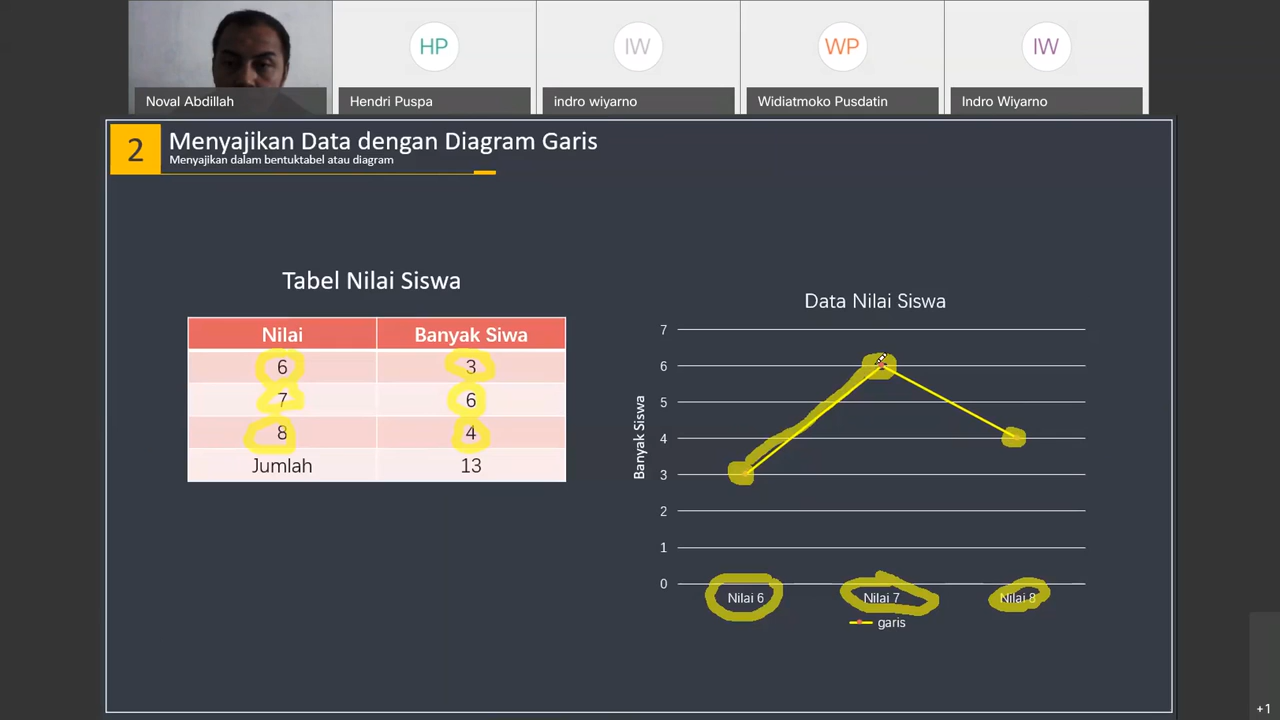 HP
IW
WP
IW
Noval Abdillah
Hendri Puspa
indro wiyarno
Widiatmoko Pusdatin
Indro Wiyarno
2
Menyajikan Data dengan Diagram Garis
Menyajikan dalam bentuktabel atau diagram
Tabel Nilai Siswa
Nilai Banyak Siwa
6 3
7 6
8 4
Jumlah 13
Data Nilai Siswa
Banyak Siswa
7
6
5
4
3
2
1
0
Nilai 6 Nilai 7 Nilai 8
garis
+1